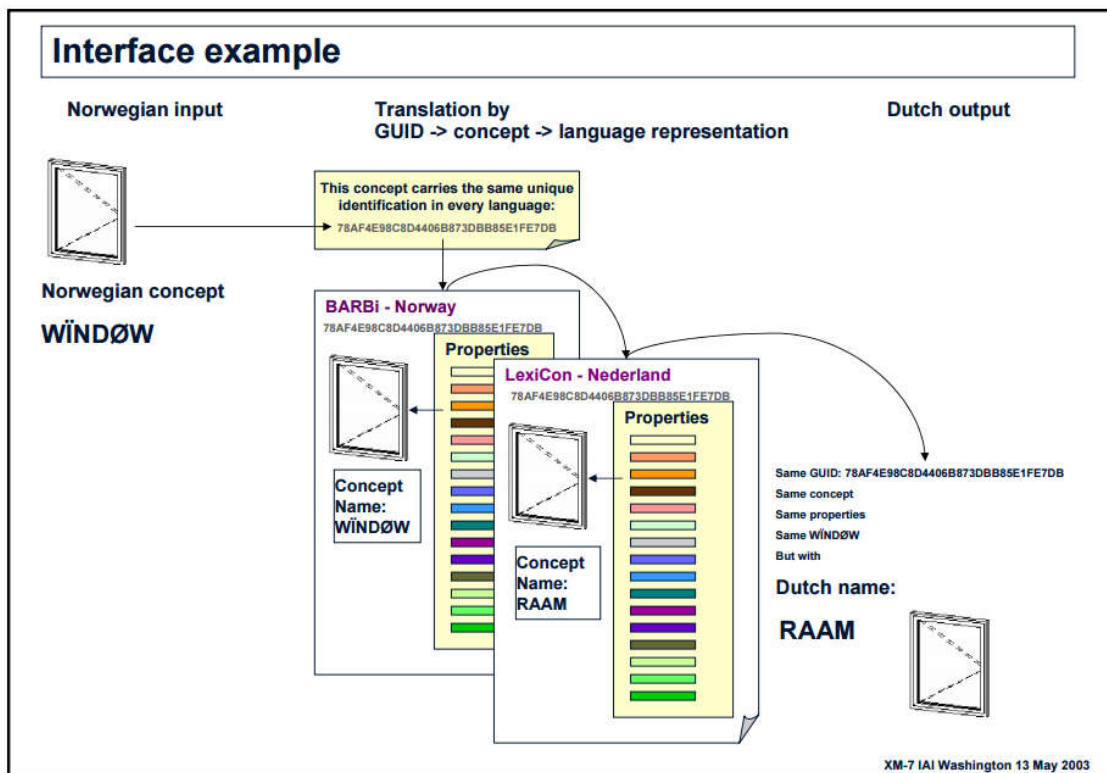 Interface example
Norwegian input
Translation by
GUID -> concept -> language representation
Dutch output
This concept carries the same unique
identification in every language:
78AF4E98C8D4406B873DBB85E1FE7DB
Norwegian concept
WÏNDØW
BARBi - Norway
78AF4E98C8D4406B873DBB85E1FE7DB
Properties
Concept
Name:
WÏNDØW
LexiCon - Nederland
78AF4E98C8D4406B873DBB85E1FE7DB
Properties
Concept
Name:
RAAM
Same GUID: 78AF4E98C8D4406B873DBB85E1FE7DB
Same concept
Same properties
Same WÏNDØW
But with
Dutch name:
RAAM
XM-7 IAI Washington 13 May 2003